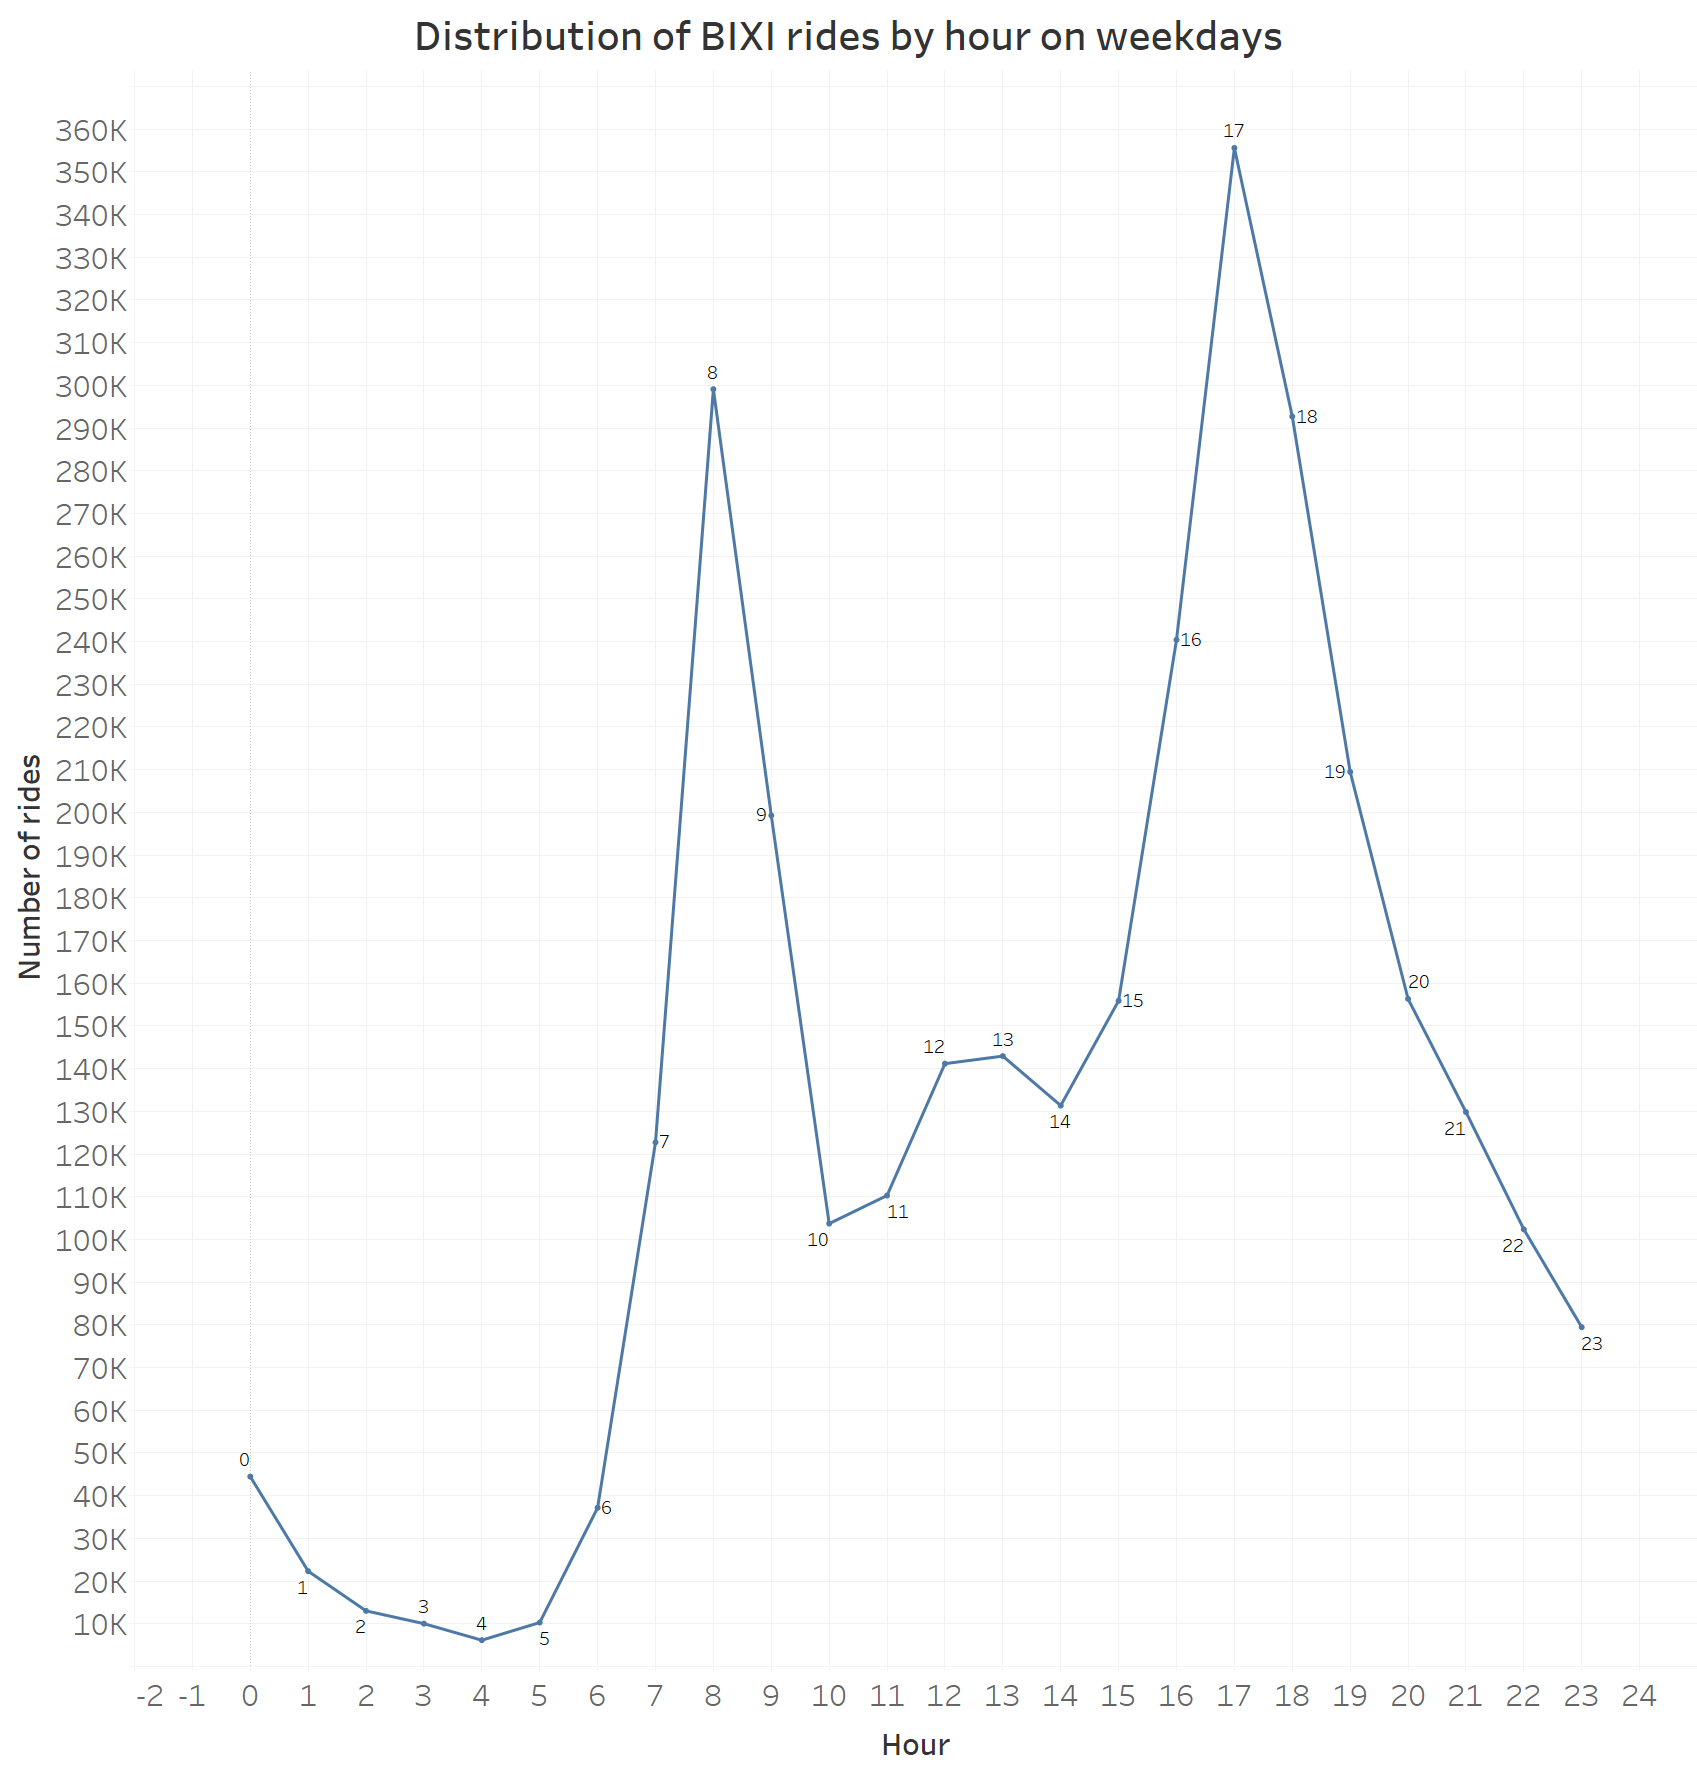 Distribution of BIXI rides by hour on weekdays
Number of rides
360K
350K
340K
330K
320K
310K
300K
290K
280K
270K
260K
250K
240K
230K
220K
210K
200K
190K
180K
170K
160K
150K
140K
130K
120K
110K
100K
90K
80K
70K
60K
50K
40K
30K
20K
10K
0
1
2
3
4
5
6
7
8
9
10
11
12
13
14
15
16
17
18
19
20
21
22
23
-2 -1 0 1 2 3 4 5 6 7 8 9 10 11 12 13 14 15 16 17 18 19 20 21 22 23 24
Hour